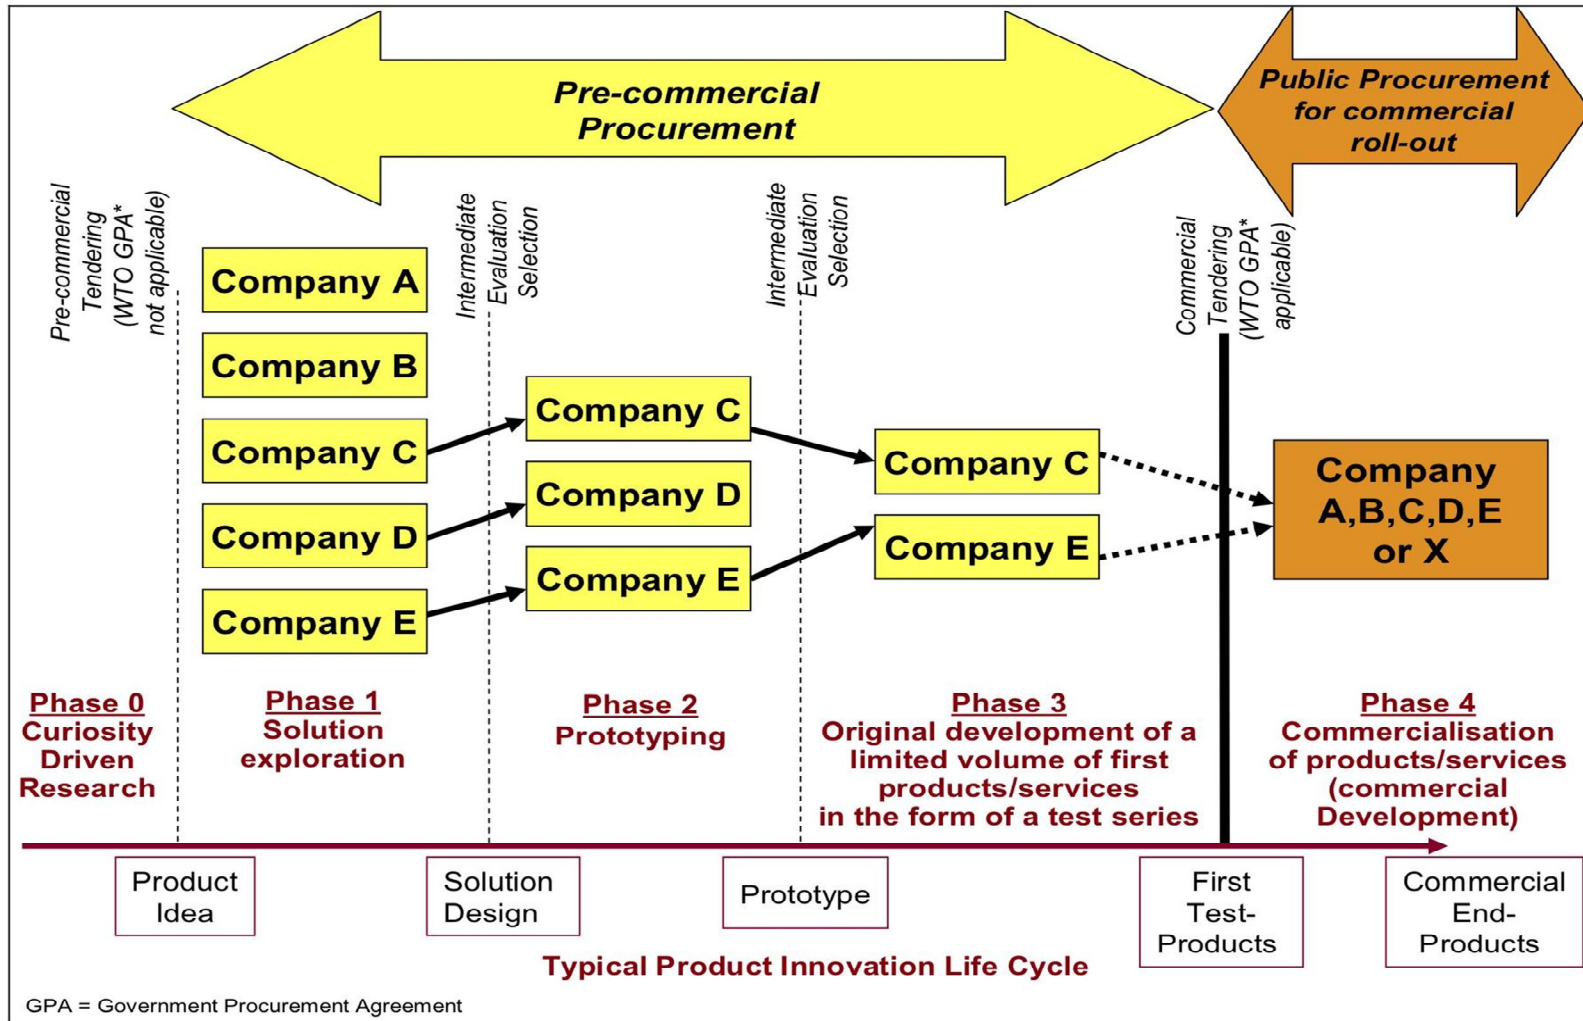 Pre-commercial
Procurement
Public Procurement
for commercial
roll-out
Pre-commercial
Tendering
(WTO GPA*
not applicable)
Intermediate
Evaluation
Selection
Intermediate
Evaluation
Selection
Commercial
Tendering
(WTO GPA*
applicable)
Company A
Company B
Company C
Company D
Company E
Company C
Company D
Company E
Company C
Company E
Company
A,B,C,D,E
or X
Phase 0
Curiosity
Driven
Research
Phase 1
Solution
exploration
Phase 2
Prototyping
Phase 3
Original development of a
limited volume of first
products/services
in the form of a test series
Phase 4
Commercialisation
of products/services
(commercial
Development)
Product
Idea
Solution
Design
Prototype
First
Test-
Products
Commercial
End-
Products
Typical Product Innovation Life Cycle
GPA = Government Procurement Agreement